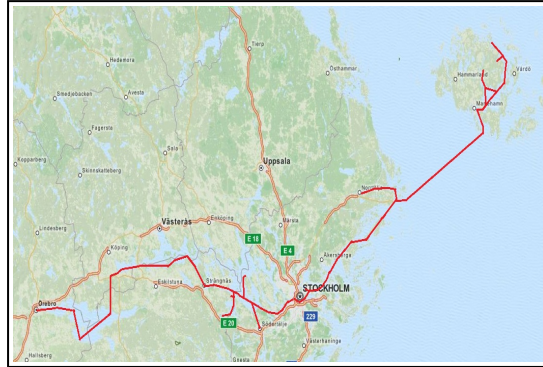 Tierp
Hedemora
Östhammar
Hammarland
Vårdö
Avesta
Smedjebacken
Mariehamn
Fagersta
Sala
Kopparberg
Skinnskatteberg
Uppsala
Norrtälje
Lindesberg
Västerås
Enköping
Märsta
E 18
Köping
E 4
Åkersberga
Eskilstuna
Strängnäs
STOCKHOLM
Örebro
229
E 20
Södertälje
Västerhaninge
Hallsberg
Gnesta